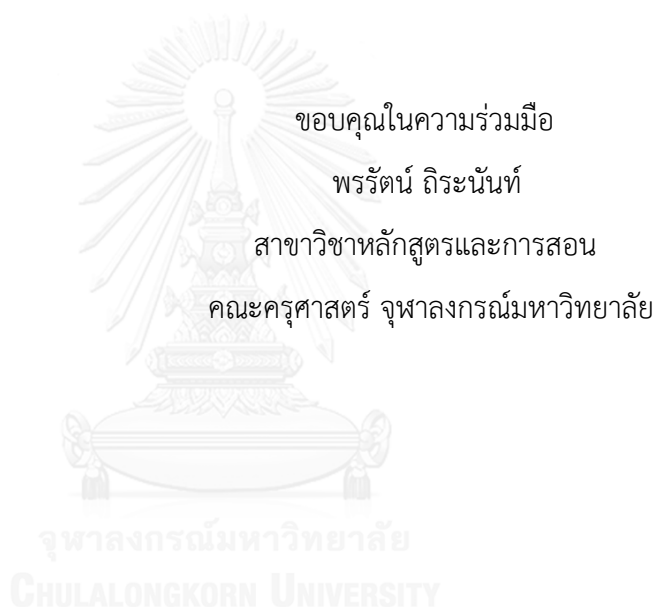 ขอบคุณในความร่วมมือ
พรรัตน์ ถิระนันท์
สาขาวิชาหลักสูตรและการสอน
คณะครุศาสตร์ จุฬาลงกรณ์มหาวิทยาลัย
จุฬาลงกรณ์มหาวิทยาลัย
CHULALONGKORN UNIVERSITY